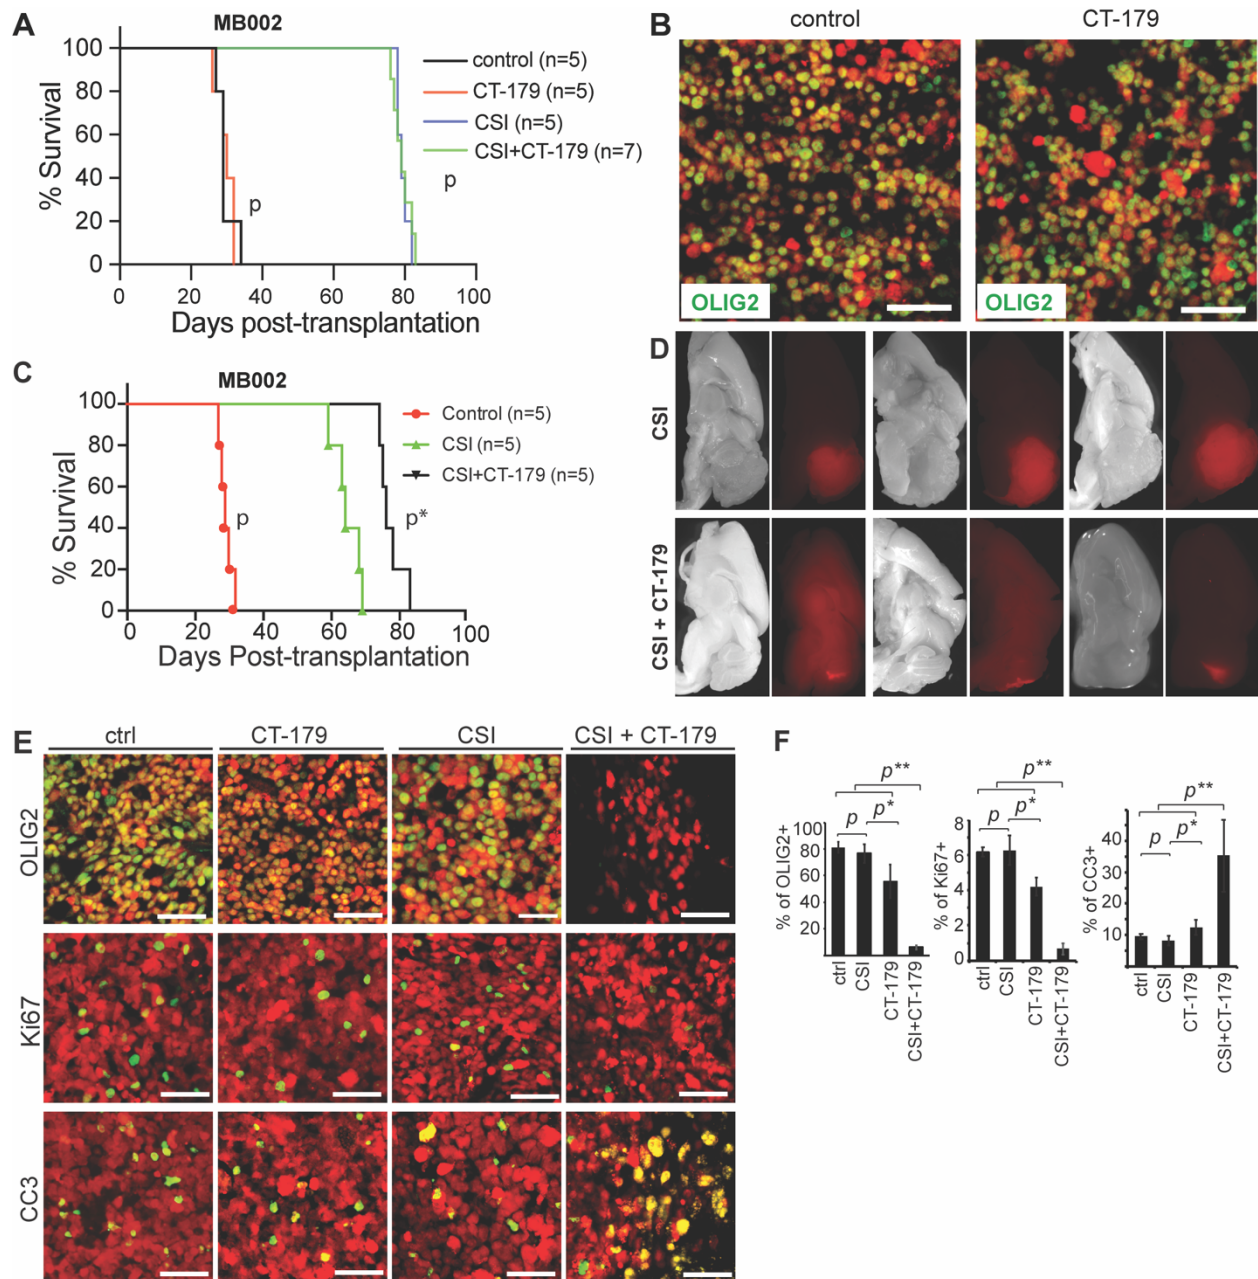 A
MB002
% Survival
100
80
60
40
20
0
0 20 40 60 80 100
Days post-transplantation
control (n=5)
CT-179 (n=5)
CSI (n=5)
CSI+CT-179 (n=7)
p
p
B
control
CT-179
OLIG2
OLIG2
C
MB002
% Survival
100
80
60
40
20
0
0 20 40 60 80 100
Days Post-transplantation
Control (n=5)
CSI (n=5)
CSI+CT-179 (n=5)
p
p*
D
CSI
CSI + CT-179
E
ctrl
CT-179
CSI
CSI + CT-179
OLIG2
Ki67
CC3
F
% of OLIG2+
100
80
60
40
20
p
p*
p**
ctrl
CSI
CT-179
CSI+CT-179
% of Ki67+
8
6
4
2
0
p
p*
p**
ctrl
CSI
CT-179
CSI+CT-179
% of CC3+
40
30
20
10
p
p*
p**
ctrl
CSI
CT-179
CSI+CT-179